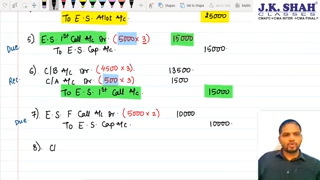 To E.S. Allot A/c 25000
J.K. SHAH
CLASSES
Due 5) E.S. 1st Call A/c Dr. (5000 × 3) 15000
To E.S. Cap A/c 15000
6) C/B A/c Dr. (4500 × 3) 13500
Rec. C/A A/c Dr. (500 × 3) 1500
To E.S. 1st Call A/c 15000
7) E.S. F Call A/c Dr. (5000 × 2) 10000
Due To E.S. Cap A/c 10000
8) C/